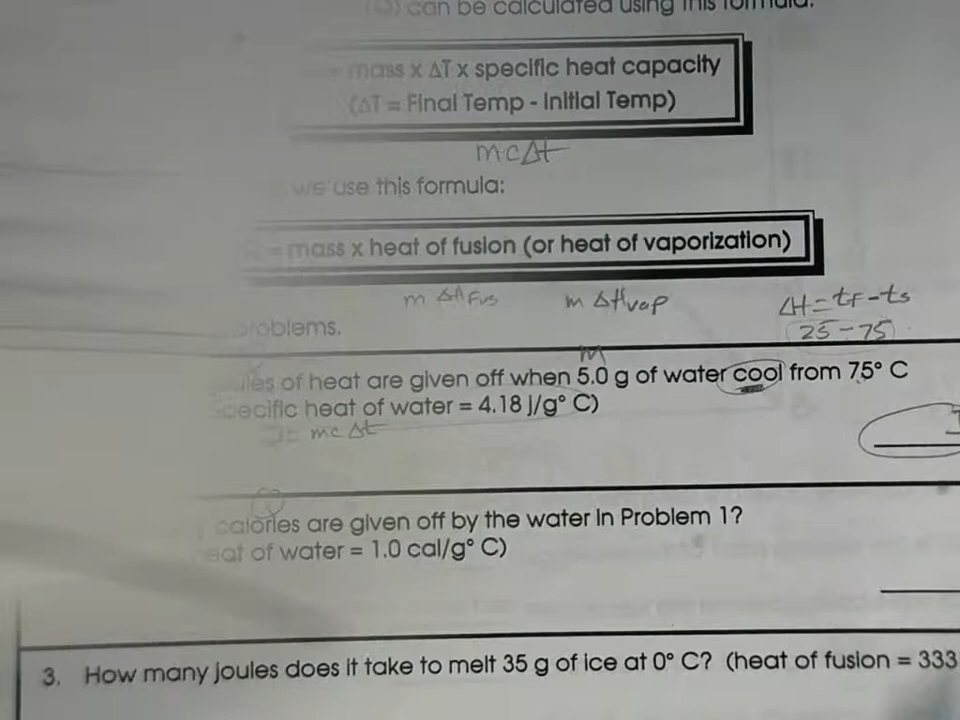 can be calculated using this formula:
= mass x ΔT x specific heat capacity
(ΔT = Final Temp - Initial Temp)
mcΔt
we use this formula:
= mass x heat of fusion (or heat of vaporization)
m ΔHFus m ΔHvap ΔH=tF-ts
problems. 25-75
m
of heat are given off when 5.0 g of water cool from 75° C
specific heat of water = 4.18 J/g° C)
mcΔt
calories are given off by the water in Problem 1?
of water = 1.0 cal/g° C)
3. How many joules does it take to melt 35 g of ice at 0° C? (heat of fusion = 333